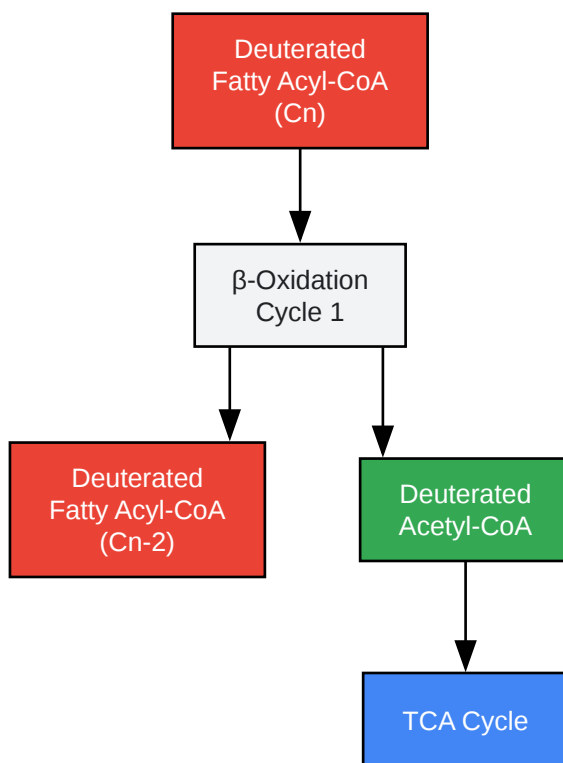 Deuterated
Fatty Acyl-CoA
(Cn)
β-Oxidation
Cycle 1
Deuterated
Fatty Acyl-CoA
(Cn-2)
Deuterated
Acetyl-CoA
TCA Cycle